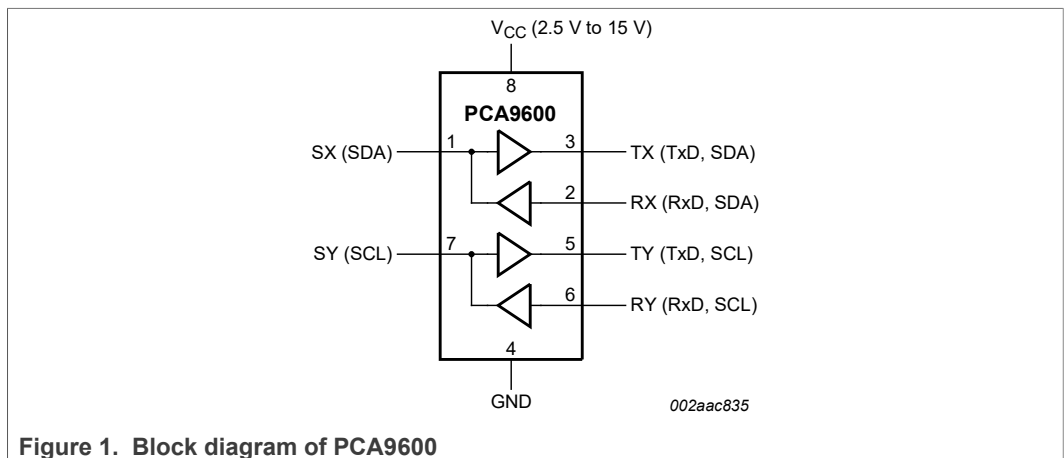 VCC (2.5 V to 15 V)
8
PCA9600
SX (SDA)
1
3
TX (TxD, SDA)
2
RX (RxD, SDA)
SY (SCL)
7
5
TY (TxD, SCL)
6
RY (RxD, SCL)
4
GND
002aac835
Figure 1. Block diagram of PCA9600